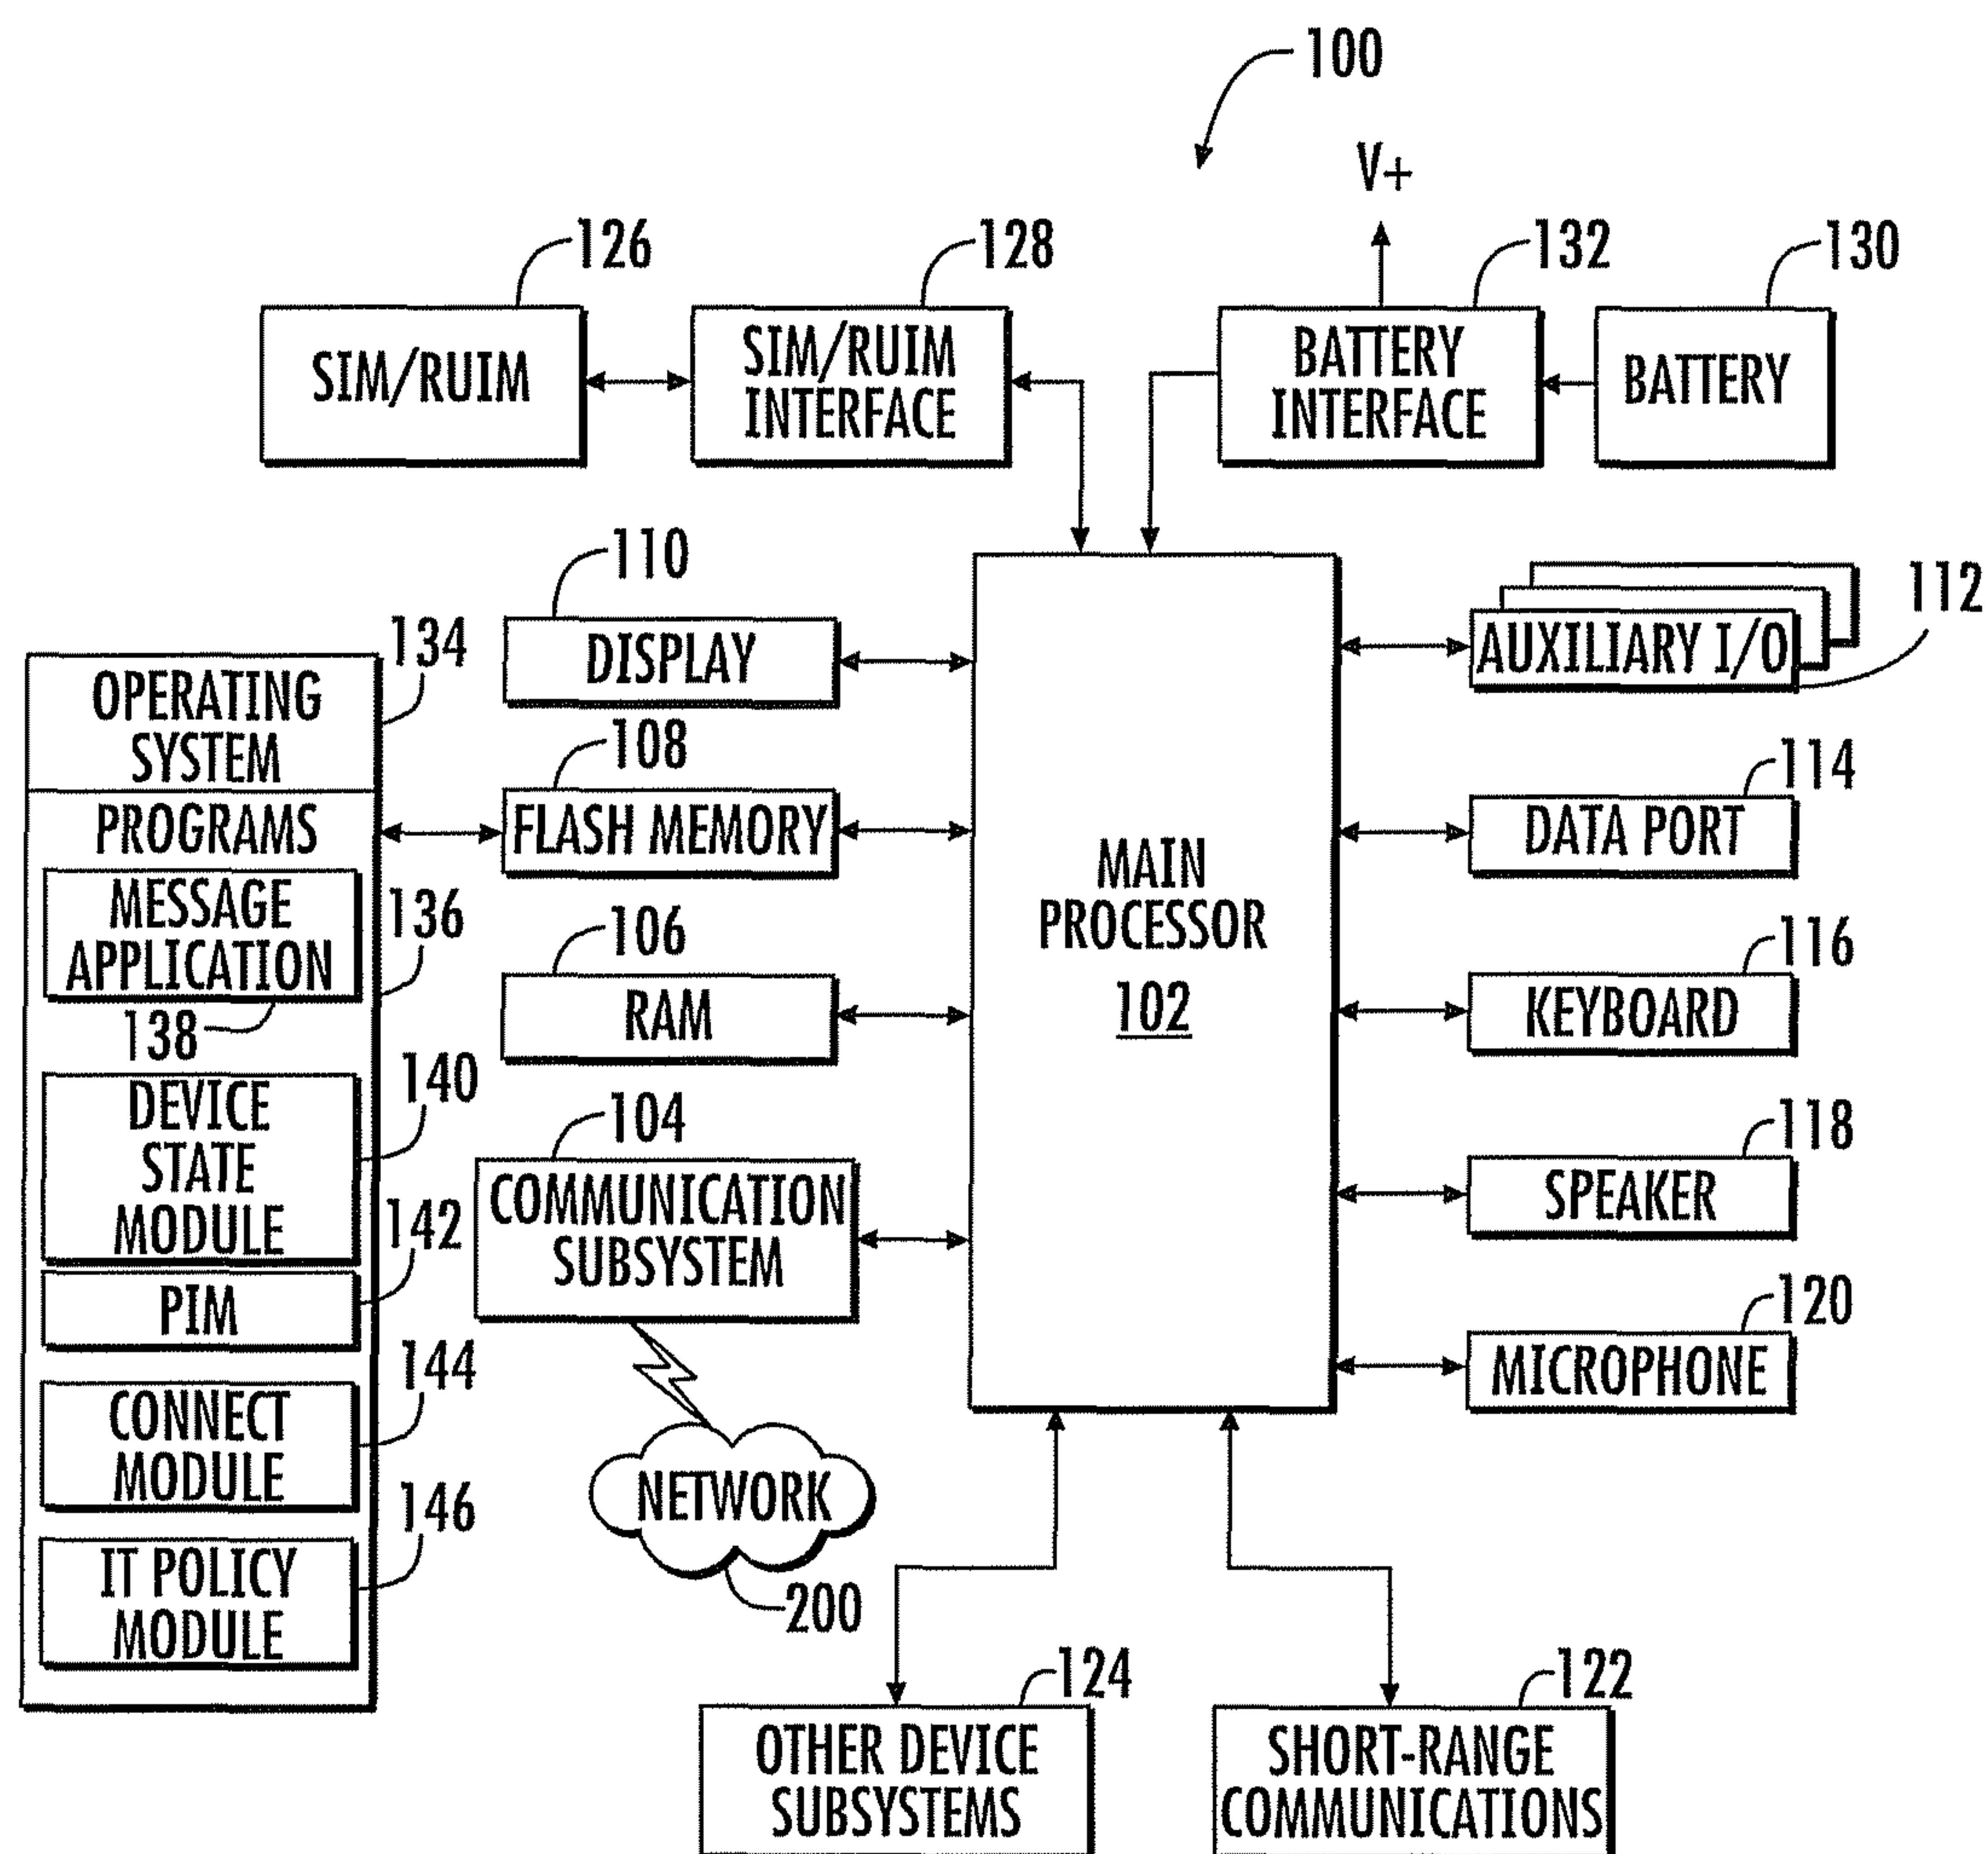 100
V+
126
128
132
130
SIM/RUIM
SIM/RUIM
INTERFACE
BATTERY
INTERFACE
BATTERY
110
DISPLAY
112
AUXILIARY I/O
134
OPERATING
SYSTEM
108
FLASH MEMORY
114
DATA PORT
PROGRAMS
MESSAGE
APPLICATION
136
138
MAIN
PROCESSOR
102
106
RAM
116
KEYBOARD
140
DEVICE
STATE
MODULE
104
COMMUNICATION
SUBSYSTEM
118
SPEAKER
142
PIM
120
MICROPHONE
144
CONNECT
MODULE
NETWORK
200
146
IT POLICY
MODULE
124
OTHER DEVICE
SUBSYSTEMS
122
SHORT-RANGE
COMMUNICATIONS